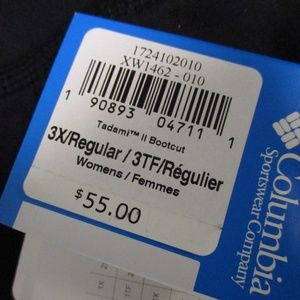 1724102010
XW1462 - 010
1 90893 04711 1
Tadami™ II Bootcut
3X/Regular / 3TF/Régulier
Womens / Femmes
$55.00
Columbia
Sportswear Company